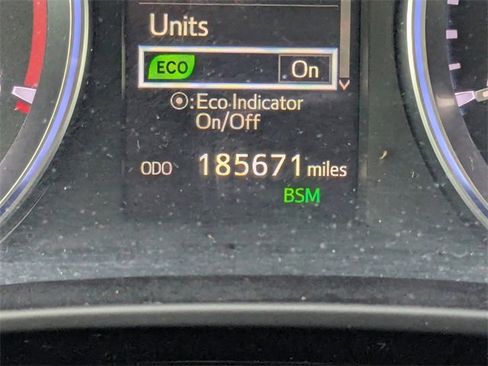 Units
ECO On
⦿:Eco Indicator
On/Off
ODO 185671 miles
BSM